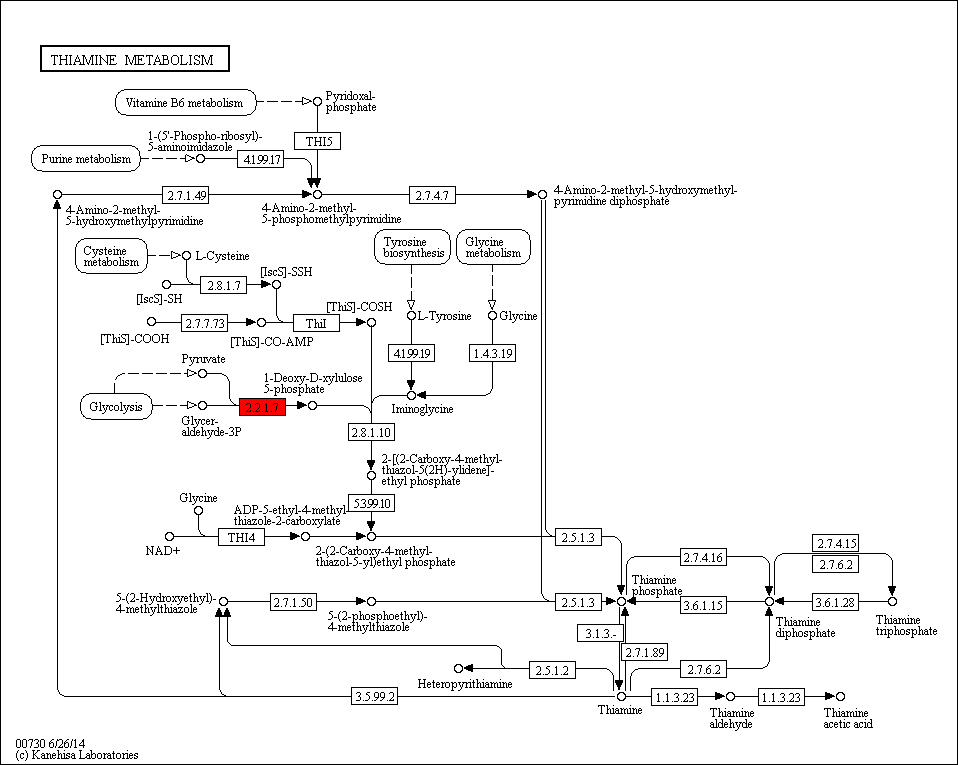 THIAMINE METABOLISM
Vitamine B6 metabolism
Pyridoxal-
phosphate
1-(5'-Phospho-ribosyl)-
5-aminoimidazole
THI5
Purine metabolism
4.1.99.17
2.7.1.49
2.7.4.7
4-Amino-2-methyl-5-hydroxymethyl-
pyrimidine diphosphate
4-Amino-2-methyl-
5-hydroxymethylpyrimidine
4-Amino-2-methyl-
5-phosphomethylpyrimidine
Cysteine
metabolism
L-Cysteine
Tyrosine
biosynthesis
Glycine
metabolism
[IscS]-SSH
2.8.1.7
[IscS]-SH
[ThiS]-COSH
L-Tyrosine
Glycine
2.7.7.73
ThiI
[ThiS]-COOH
[ThiS]-CO-AMP
4.1.99.19
1.4.3.19
Pyruvate
1-Deoxy-D-xylulose
5-phosphate
Glycolysis
2.2.1.7
Iminoglycine
Glycer-
aldehyde-3P
2.8.1.10
2-[(2-Carboxy-4-methyl-
thiazol-5(2H)-ylidene]-
ethyl phosphate
Glycine
ADP-5-ethyl-4-methyl-
thiazole-2-carboxylate
5.3.99.10
THI4
NAD+
2-(2-Carboxy-4-methyl-
thiazol-5-yl)ethyl phosphate
2.5.1.3
2.7.4.16
2.7.4.15
2.7.6.2
Thiamine
phosphate
5-(2-Hydroxyethyl)-
4-methylthiazole
2.7.1.50
2.5.1.3
3.6.1.15
3.6.1.28
5-(2-phosphoethyl)-
4-methylthiazole
Thiamine
diphosphate
Thiamine
triphosphate
3.1.3.-
2.7.1.89
2.5.1.2
2.7.6.2
Heteropyrithiamine
3.5.99.2
1.1.3.23
1.1.3.23
Thiamine
Thiamine
aldehyde
Thiamine
acetic acid
00730 6/26/14
(c) Kanehisa Laboratories